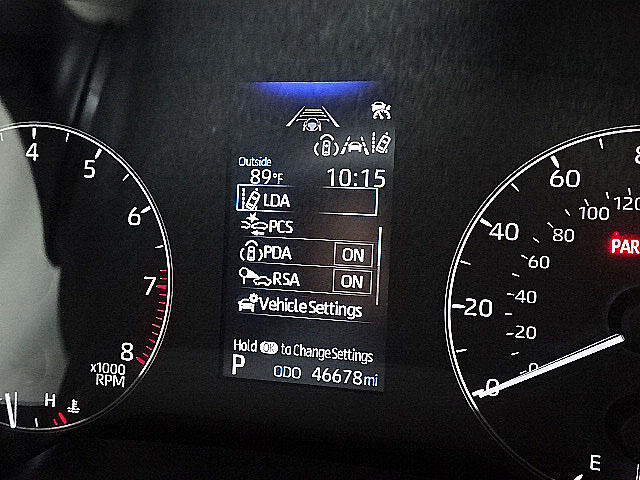 4
5
6
7
8
x1000
RPM
H
Outside
89°F 10:15
LDA
PCS
PDA ON
RSA ON
Vehicle Settings
Hold OK to Change Settings
P ODO 46678mi
60
40
20
0
120
100
80
60
40
20
0
PAR
E